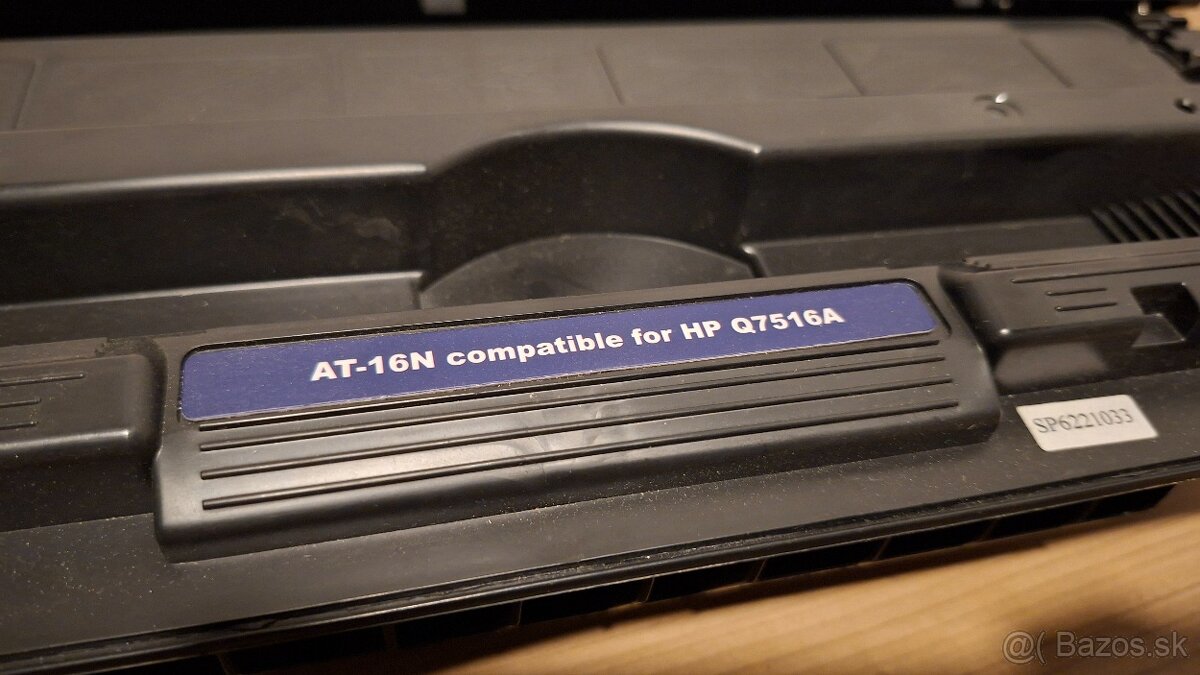 AT-16N compatible for HP Q7516A
SP6221033
@( Bazos.sk